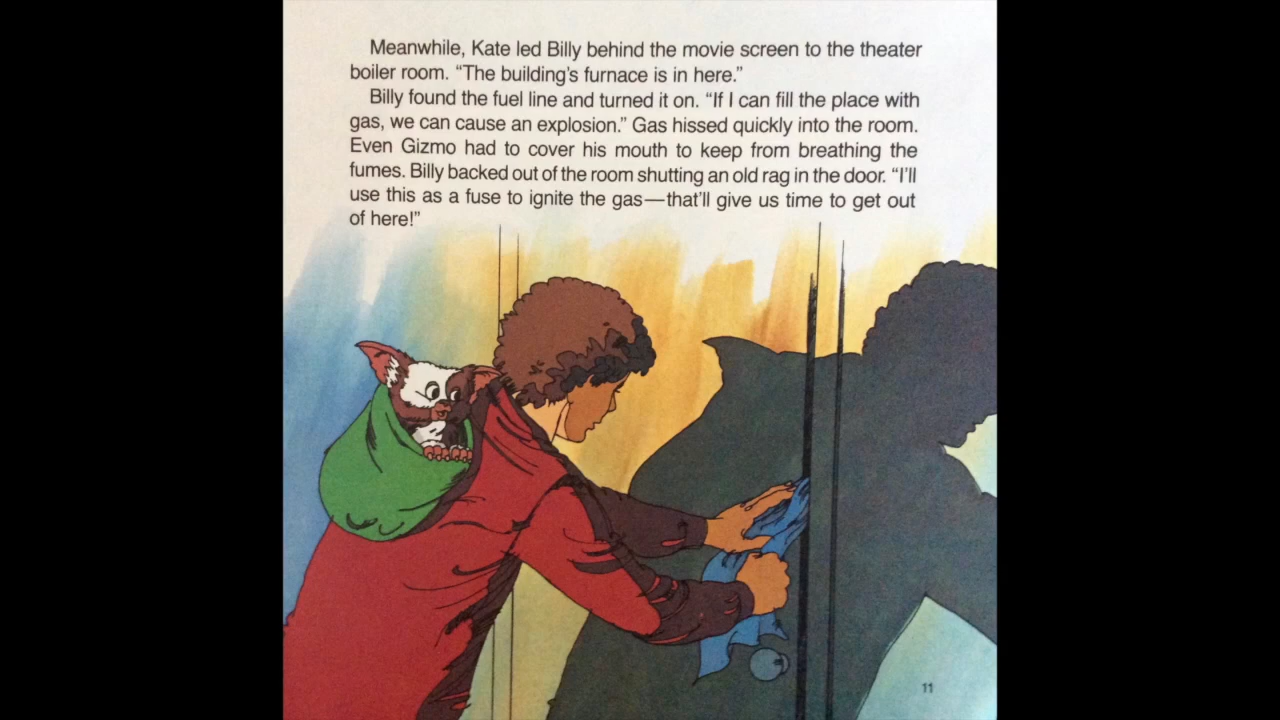 Meanwhile, Kate led Billy behind the movie screen to the theater
boiler room. “The building’s furnace is in here.”
Billy found the fuel line and turned it on. “If I can fill the place with
gas, we can cause an explosion.” Gas hissed quickly into the room.
Even Gizmo had to cover his mouth to keep from breathing the
fumes. Billy backed out of the room shutting an old rag in the door. “I’ll
use this as a fuse to ignite the gas—that’ll give us time to get out
of here!”
11